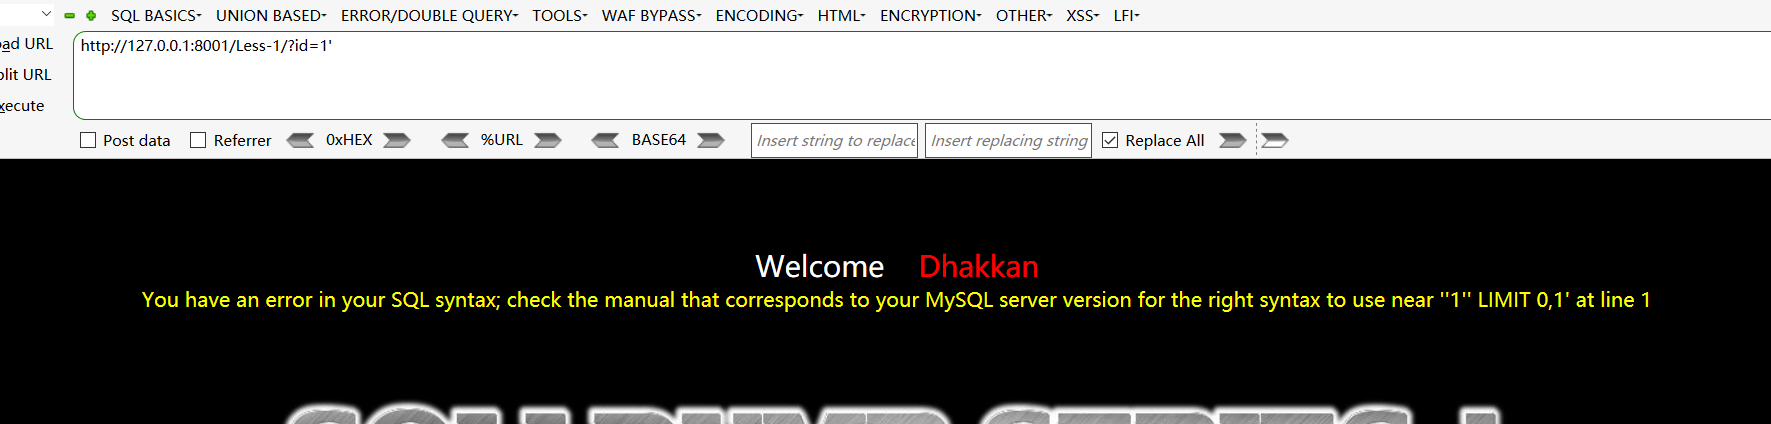 SQL BASICS UNION BASED ERROR/DOUBLE QUERY TOOLS WAF BYPASS ENCODING HTML ENCRYPTION OTHER XSS LFI
ad URL
http://127.0.0.1:8001/Less-1/?id=1'
plit URL
xecute
Post data Referrer 0xHEX %URL BASE64 Insert string to replace Insert replacing string Replace All
Welcome Dhakkan
You have an error in your SQL syntax; check the manual that corresponds to your MySQL server version for the right syntax to use near ''1'' LIMIT 0,1' at line 1